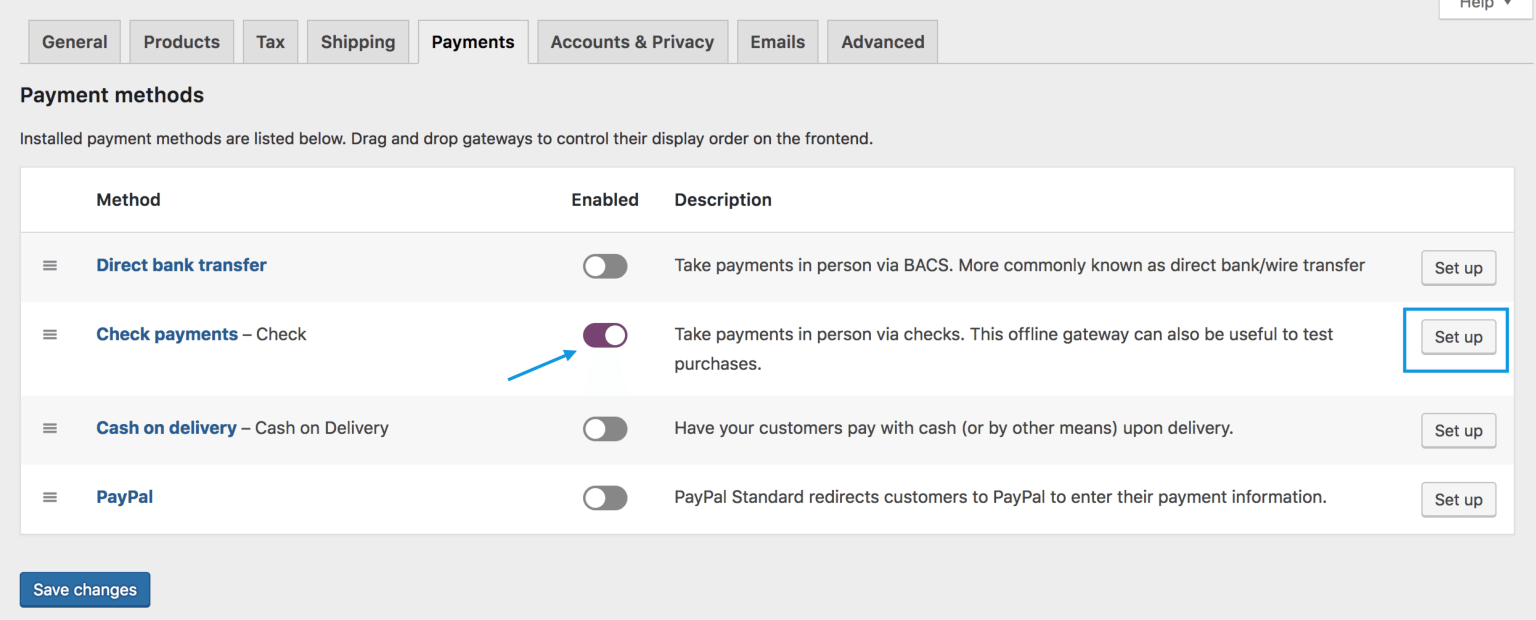 Help
General Products Tax Shipping Payments Accounts & Privacy Emails Advanced
Payment methods
Installed payment methods are listed below. Drag and drop gateways to control their display order on the frontend.
Method Enabled Description
Direct bank transfer Take payments in person via BACS. More commonly known as direct bank/wire transfer Set up
Check payments – Check Take payments in person via checks. This offline gateway can also be useful to test Set up
purchases.
Cash on delivery – Cash on Delivery Have your customers pay with cash (or by other means) upon delivery. Set up
PayPal PayPal Standard redirects customers to PayPal to enter their payment information. Set up
Save changes